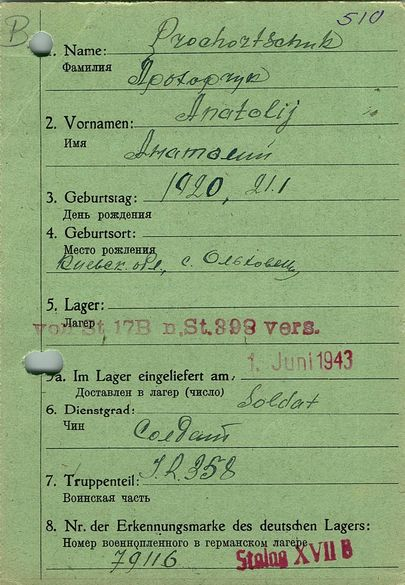 B
510
1. Name: Prochortschuk
Фамилия
Прохорчук
Anatolij
2. Vornamen:
Имя
Анатолий
3. Geburtstag: 1920, 21.1
День рождения
4. Geburtsort:
Место рождения
Киевск. обл., с. Ольховец
5. Lager:
Лагерь
von St 17B n. St. 398 vers.
1. Juni 1943
5a. Im Lager eingeliefert am:
Доставлен в лагерь (число)
6. Dienstgrad: Soldat
Чин
Солдат
I.R. 358
7. Truppenteil:
Воинская часть
8. Nr. der Erkennungsmarke des deutschen Lagers:
Номер военнопленного в германском лагере
79116
Stalag XVII B